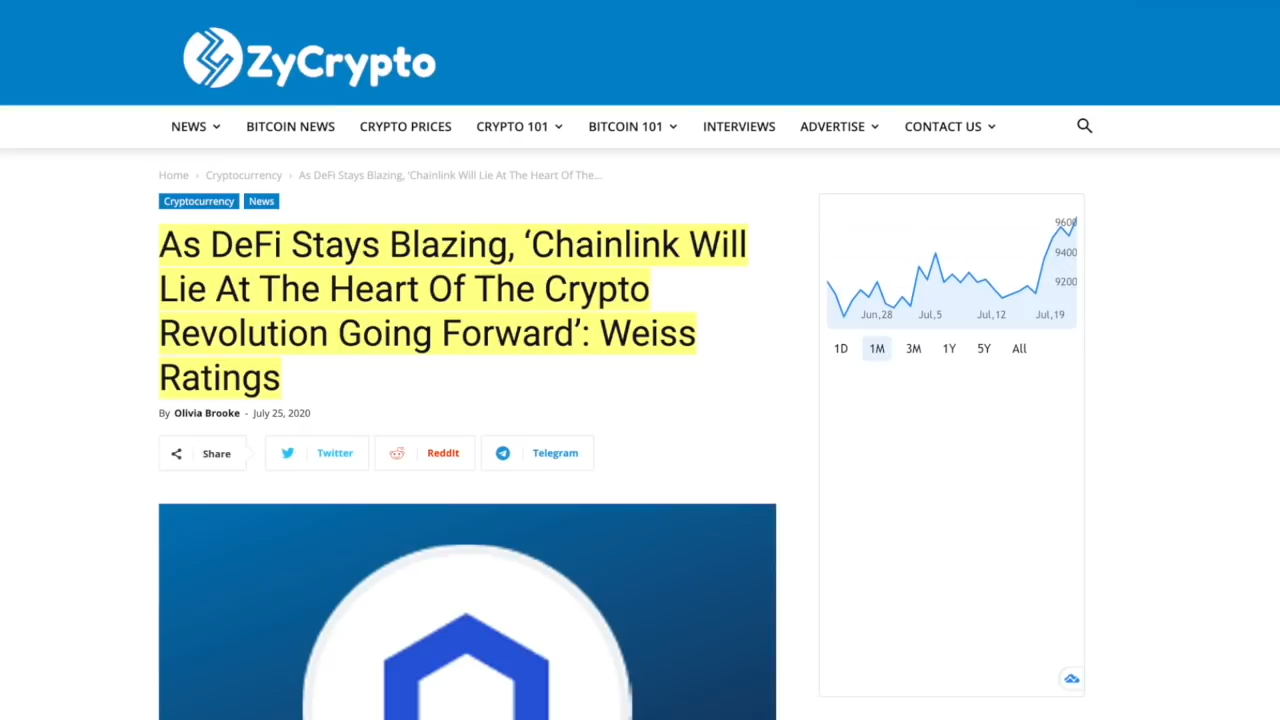 ZyCrypto
NEWS BITCOIN NEWS CRYPTO PRICES CRYPTO 101 BITCOIN 101 INTERVIEWS ADVERTISE CONTACT US
Home › Cryptocurrency › As DeFi Stays Blazing, ‘Chainlink Will Lie At The Heart Of The...
Cryptocurrency News
As DeFi Stays Blazing, ‘Chainlink Will
Lie At The Heart Of The Crypto
Revolution Going Forward’: Weiss
Ratings
By Olivia Brooke - July 25, 2020
Share Twitter ReddIt Telegram
9600
9400
9200
Jun,28 Jul,5 Jul,12 Jul,19
1D 1M 3M 1Y 5Y All